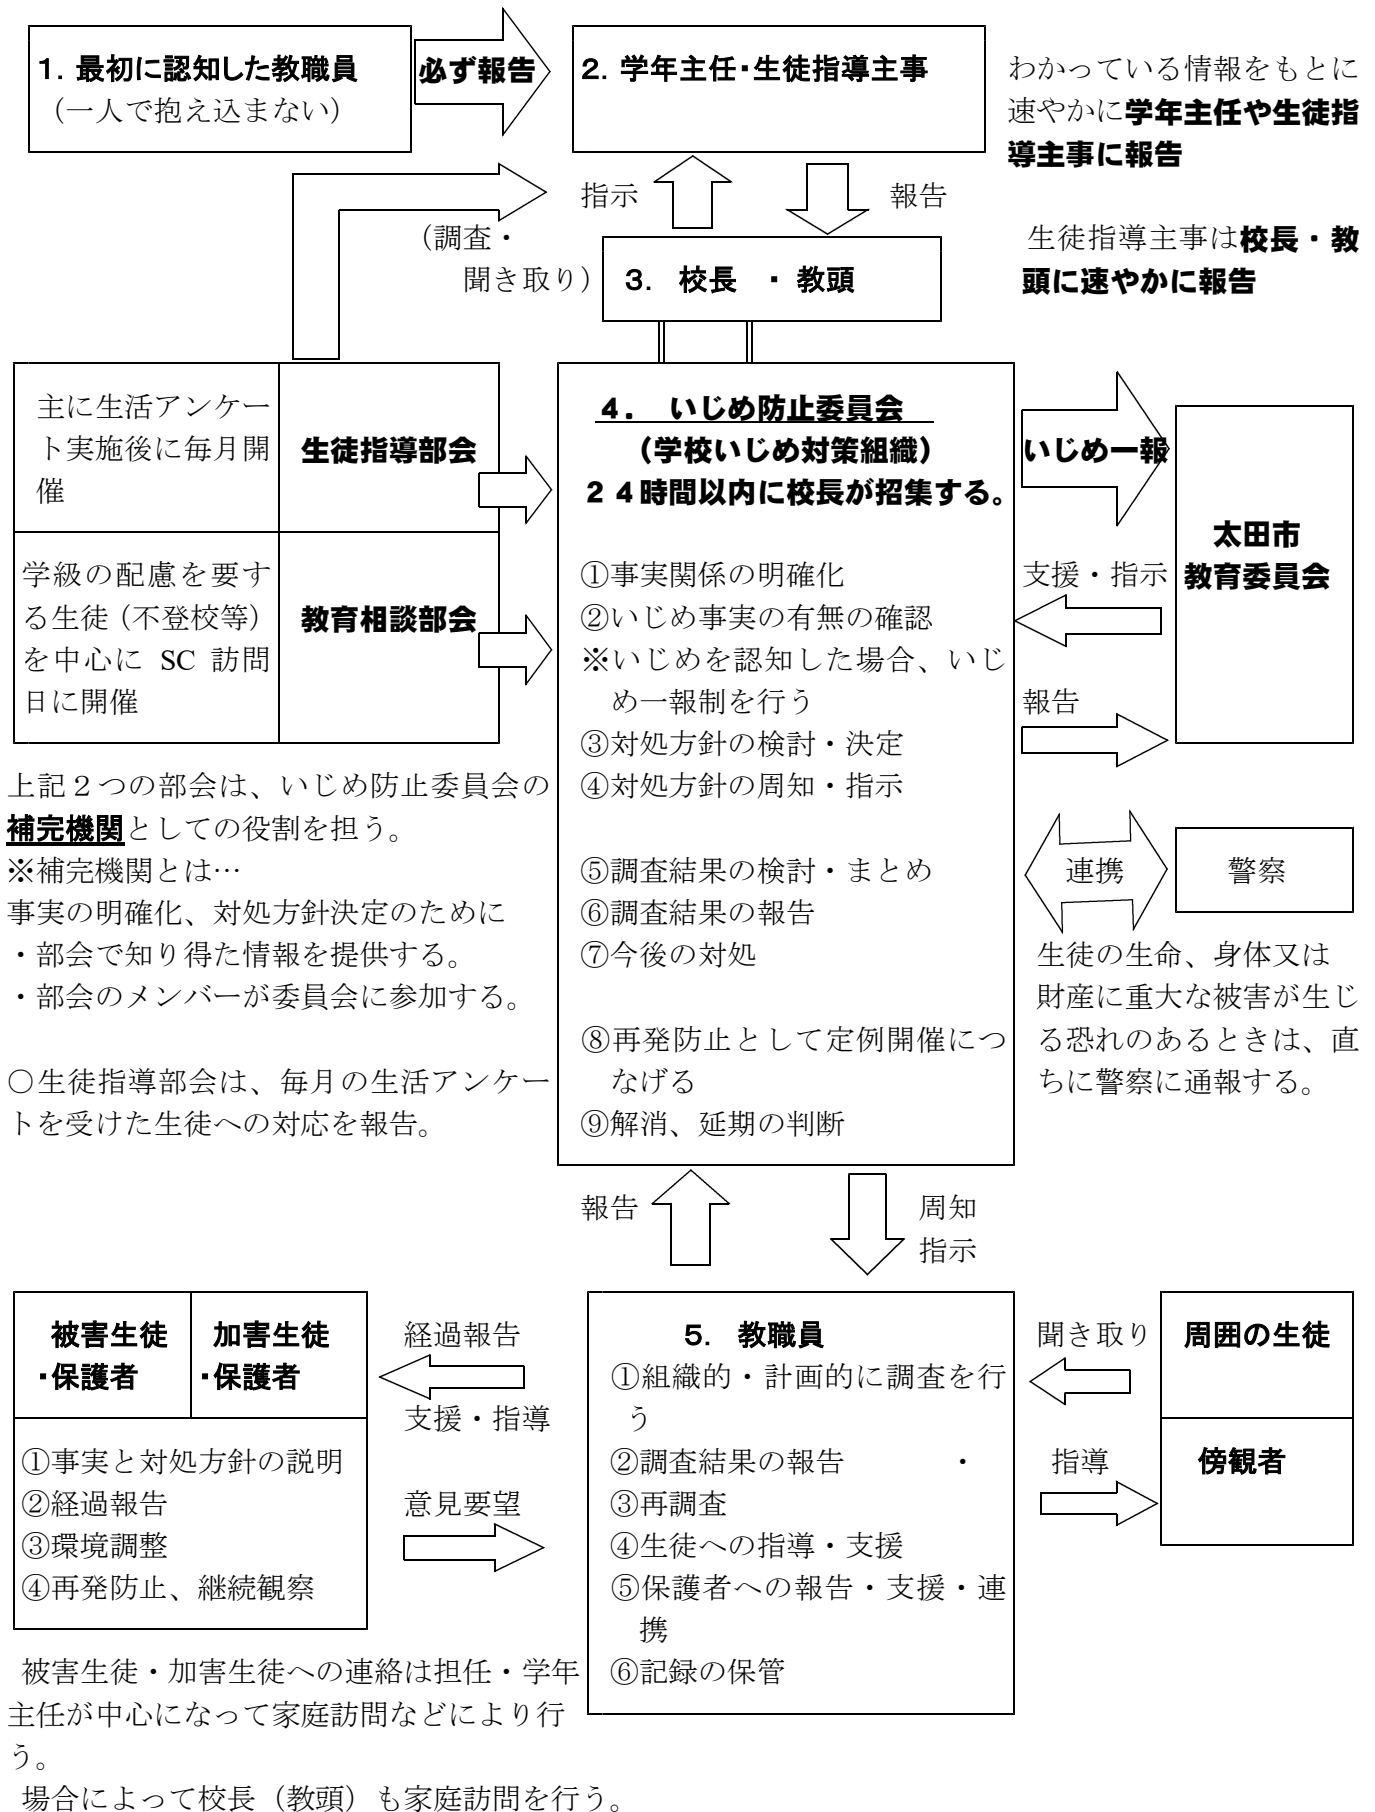 1．最初に認知した教職員
（一人で抱え込まない）
必ず報告
2．学年主任・生徒指導主事
わかっている情報をもとに
速やかに学年主任や生徒指
導主事に報告
指示
報告
生徒指導主事は校長・教
頭に速やかに報告
（調査・
聞き取り）
3．　校長　・教頭
主に生活アンケー
ト実施後に毎月開
催
生徒指導部会
学級の配慮を要す
る生徒（不登校等）
を中心に SC 訪問
日に開催
教育相談部会
上記２つの部会は、いじめ防止委員会の
補完機関としての役割を担う。
※補完機関とは…
事実の明確化、対処方針決定のために
・部会で知り得た情報を提供する。
・部会のメンバーが委員会に参加する。
〇生徒指導部会は、毎月の生活アンケー
トを受けた生徒への対応を報告。
４．　いじめ防止委員会
（学校いじめ対策組織）
２４時間以内に校長が招集する。
①事実関係の明確化
②いじめ事実の有無の確認
※いじめを認知した場合、いじ
め一報制を行う
③対処方針の検討・決定
④対処方針の周知・指示
⑤調査結果の検討・まとめ
⑥調査結果の報告
⑦今後の対処
⑧再発防止として定例開催につ
なげる
⑨解消、延期の判断
いじめ一報
太田市
教育委員会
支援・指示
報告
連携
警察
生徒の生命、身体又は
財産に重大な被害が生じ
る恐れのあるときは、直
ちに警察に通報する。
報告
周知
指示
被害生徒
・保護者
加害生徒
・保護者
①事実と対処方針の説明
②経過報告
③環境調整
④再発防止、継続観察
経過報告
支援・指導
意見要望
5．　教職員
①組織的・計画的に調査を行
う
②調査結果の報告　　　　・
③再調査
④生徒への指導・支援
⑤保護者への報告・支援・連
携
⑥記録の保管
聞き取り
指導
周囲の生徒
傍観者
被害生徒・加害生徒への連絡は担任・学年
主任が中心になって家庭訪問などにより行
う。
場合によって校長（教頭）も家庭訪問を行う。